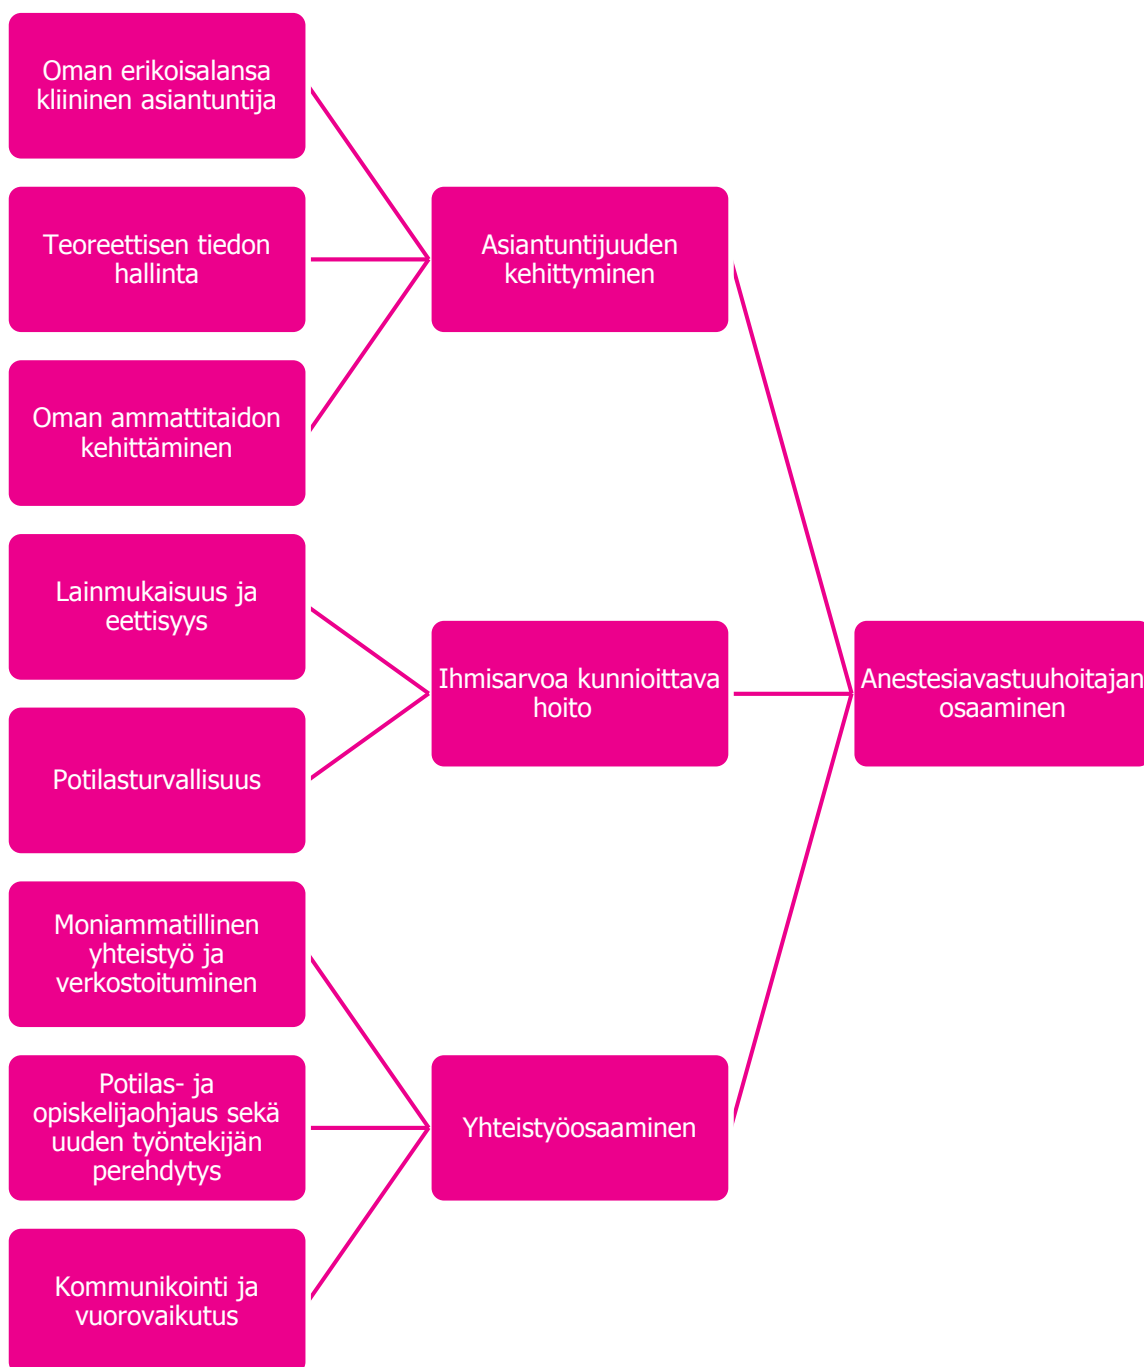 Oman erikoisalansa
kliininen asiantuntija
Teoreettisen tiedon
hallinta
Asiantuntijuuden
kehittyminen
Oman ammattitaidon
kehittäminen
Lainmukaisuus ja
eettisyys
Ihmisarvoa kunnioittava
hoito
Anestesiavastuuhoitajan
osaaminen
Potilasturvallisuus
Moniammatillinen
yhteistyö ja
verkostoituminen
Potilas- ja
opiskelijaohjaus sekä
uuden työntekijän
perehdytys
Yhteistyöosaaminen
Kommunikointi ja
vuorovaikutus